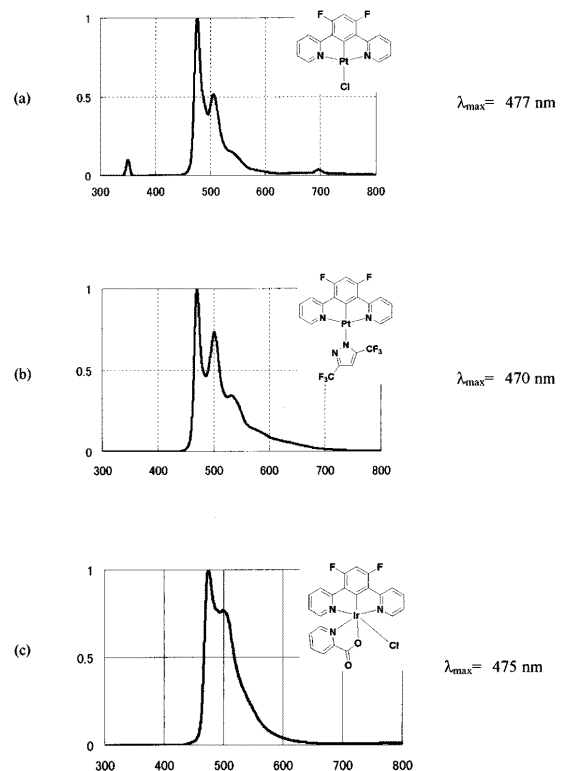 1
F F
N Pt N
Cl
(a)
0.5
λmax= 477 nm
0
300 400 500 600 700 800
1
F F
N Pt N
N
N CF3
F3C
(b)
0.5
λmax= 470 nm
0
300 400 500 600 700 800
1
F F
N Ir N
N O Cl
O
(c)
0.5
λmax= 475 nm
0
300 400 500 600 700 800